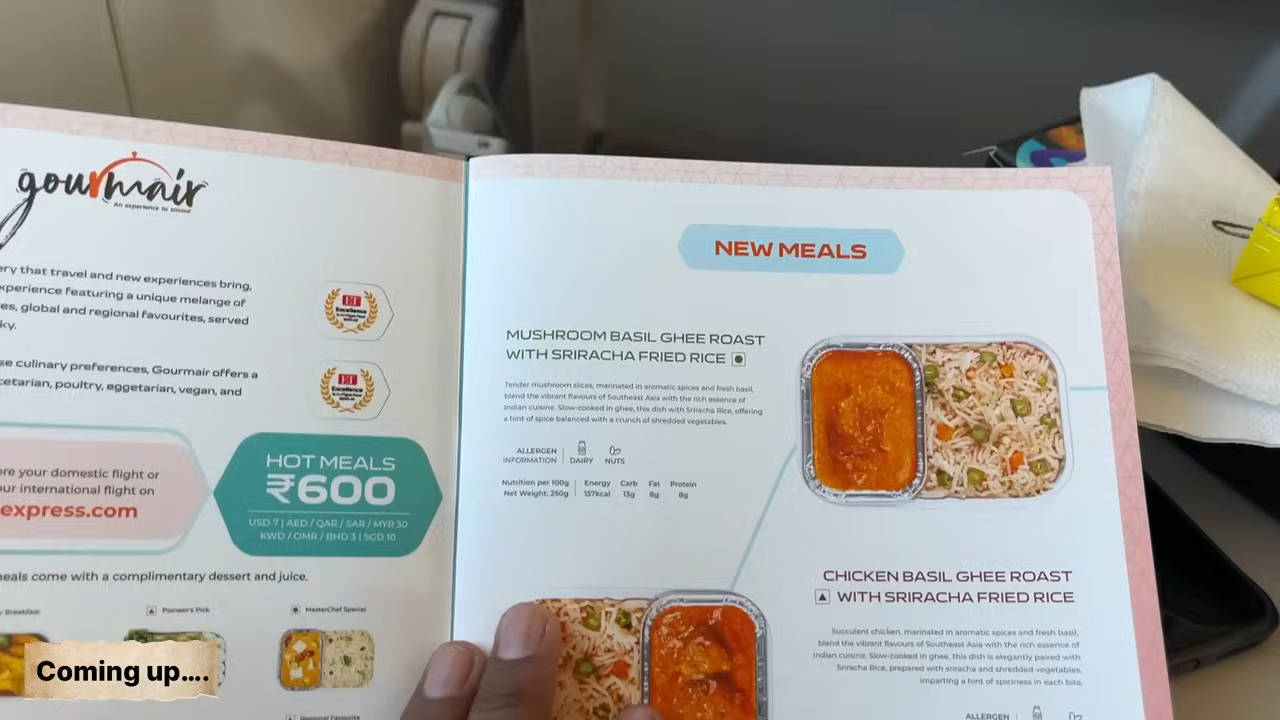 gourmair
An experience to savour
ery that travel and new experiences bring,
xperience featuring a unique melange of
es, global and regional favourites, served
ky.
se culinary preferences, Gourmair offers a
cetarian, poultry, eggetarian, vegan, and
Excellence
Excellence
ore your domestic flight or
our international flight on
express.com
HOT MEALS
₹600
USD 7 | AED / QAR / SAR / MYR 30
KWD / OMR / BHD 3 | SGD 10
eals come with a complimentary dessert and juice.
Breakfast
Pioneer's Pick
MasterChef Special
Regional Favourite
NEW MEALS
MUSHROOM BASIL GHEE ROAST
WITH SRIRACHA FRIED RICE
Tender mushroom slices, marinated in aromatic spices and fresh basil,
blend the vibrant flavours of Southeast Asia with the rich essence of
Indian cuisine. Slow-cooked in ghee, this dish with Sriracha Rice, offering
a hint of spice balanced with a crunch of shredded vegetables.
ALLERGEN
INFORMATION
DAIRY
NUTS
Nutrition per 100g Energy Carb Fat Protein
Net Weight: 250g 157kcal 13g 8g 8g
CHICKEN BASIL GHEE ROAST
WITH SRIRACHA FRIED RICE
Succulent chicken, marinated in aromatic spices and fresh basil,
blend the vibrant flavours of Southeast Asia with the rich essence of
Indian cuisine. Slow-cooked in ghee, this dish is elegantly paired with
Sriracha Rice, prepared with sriracha and shredded vegetables,
imparting a hint of spiciness in each bite.
ALLERGEN
Coming up....